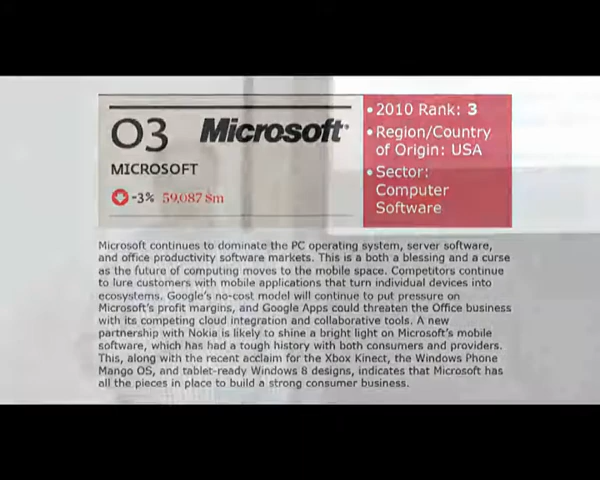 03
Microsoft
MICROSOFT
-3% 59,087 $m
• 2010 Rank: 3
• Region/Country
of Origin: USA
• Sector:
Computer
Software
Microsoft continues to dominate the PC operating system, server software,
and office productivity software markets. This is a both a blessing and a curse
as the future of computing moves to the mobile space. Competitors continue
to lure customers with mobile applications that turn individual devices into
ecosystems. Google's no-cost model will continue to put pressure on
Microsoft's profit margins, and Google Apps could threaten the Office business
with its competing cloud integration and collaborative tools. A new
partnership with Nokia is likely to shine a bright light on Microsoft's mobile
software, which has had a tough history with both consumers and providers.
This, along with the recent acclaim for the Xbox Kinect, the Windows Phone
Mango OS, and tablet-ready Windows 8 designs, indicates that Microsoft has
all the pieces in place to build a strong consumer business.